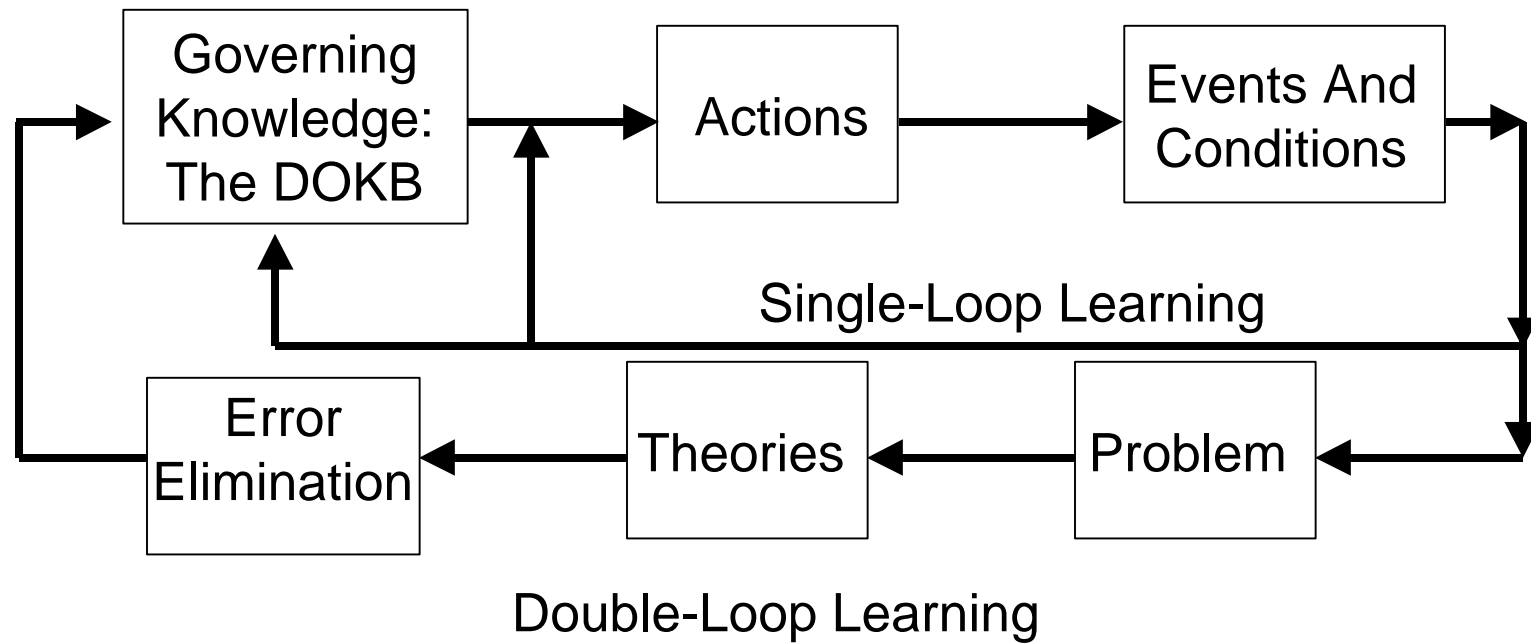 Governing
Knowledge:
The DOKB
Actions
Events And
Conditions
Single-Loop Learning
Error
Elimination
Theories
Problem
Double-Loop Learning